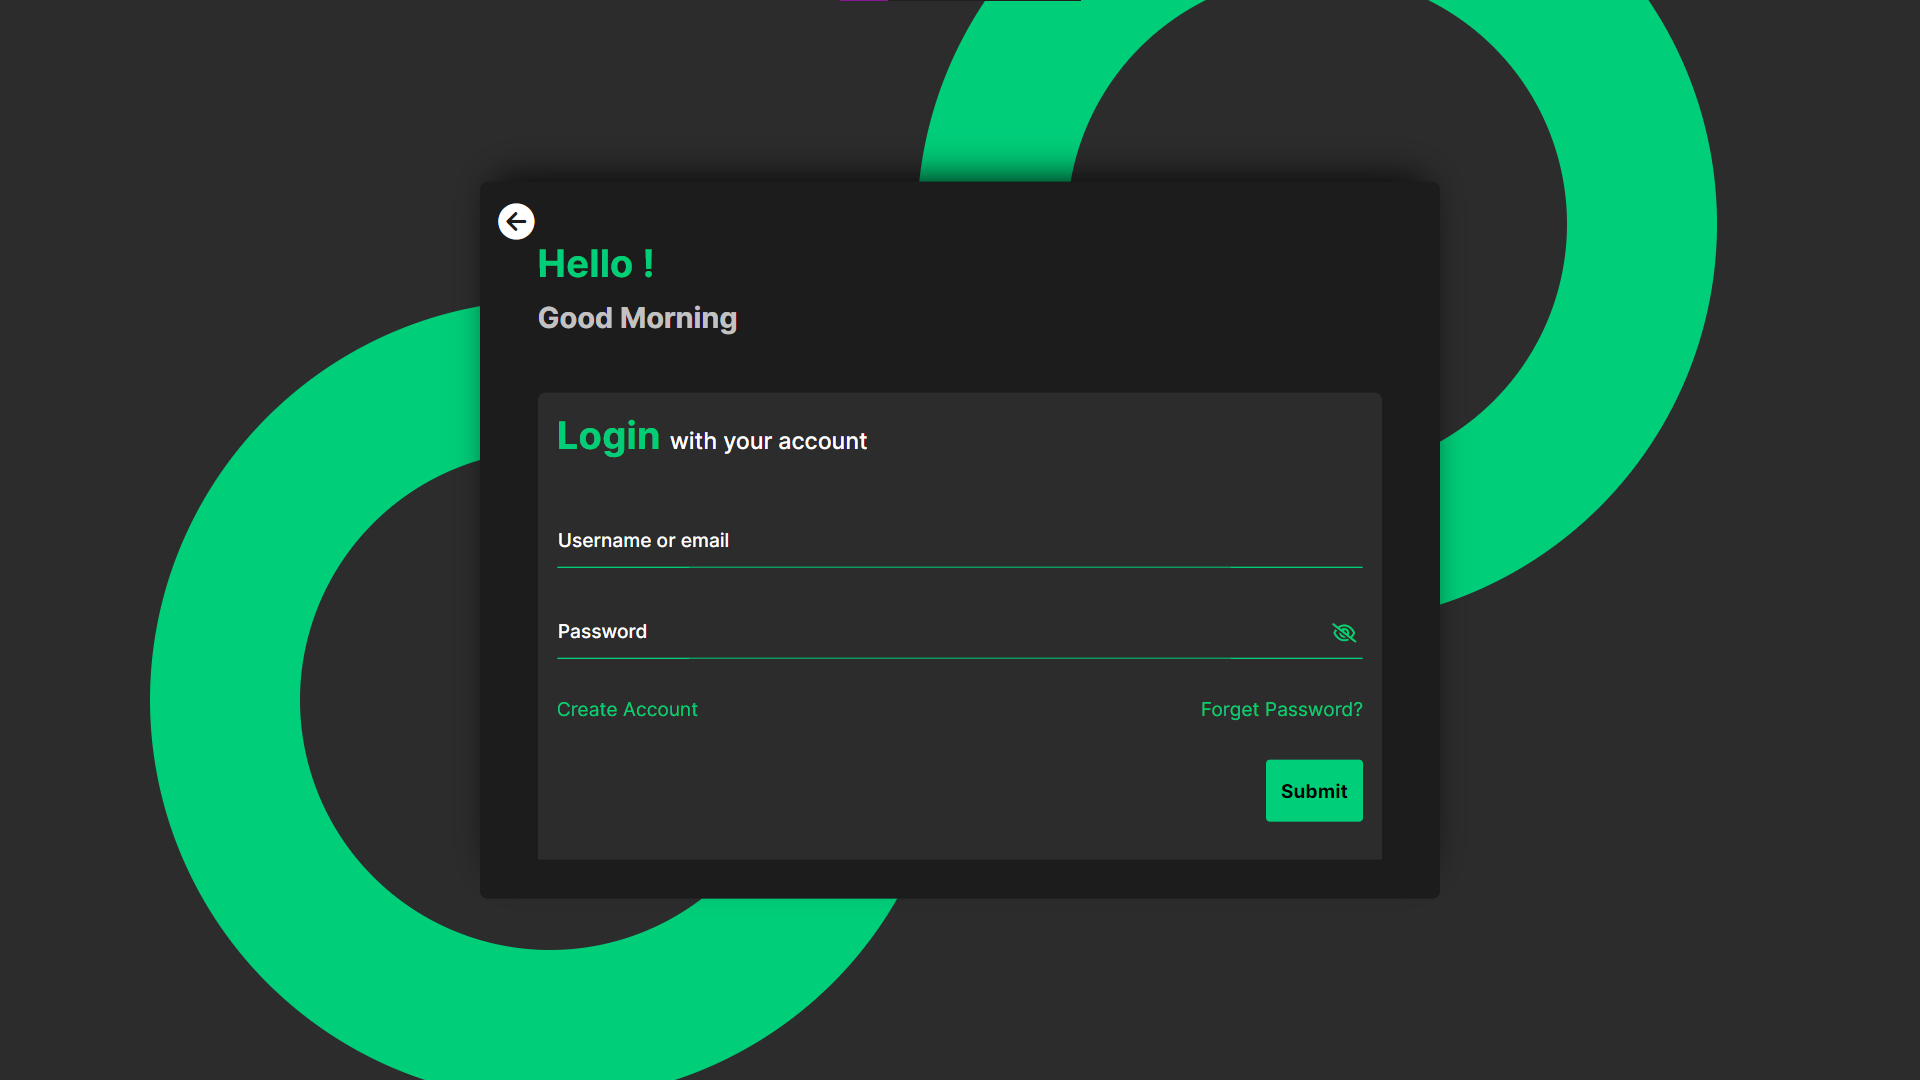 Hello !
Good Morning
Login with your account
Username or email
Password
Create Account
Forget Password?
Submit